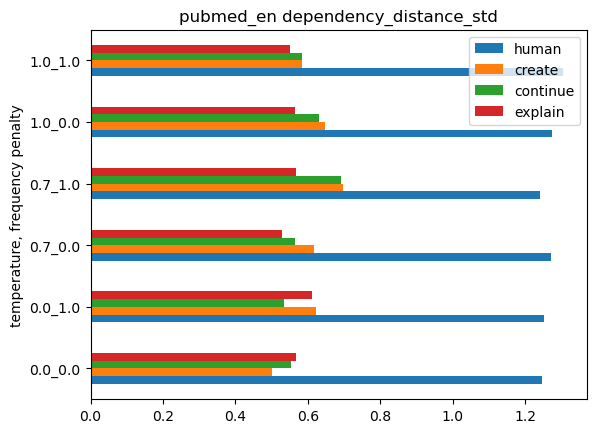 pubmed_en dependency_distance_std
human
create
continue
explain
temperature, frequency penalty
1.0_1.0
1.0_0.0
0.7_1.0
0.7_0.0
0.0_1.0
0.0_0.0
0.0 0.2 0.4 0.6 0.8 1.0 1.2